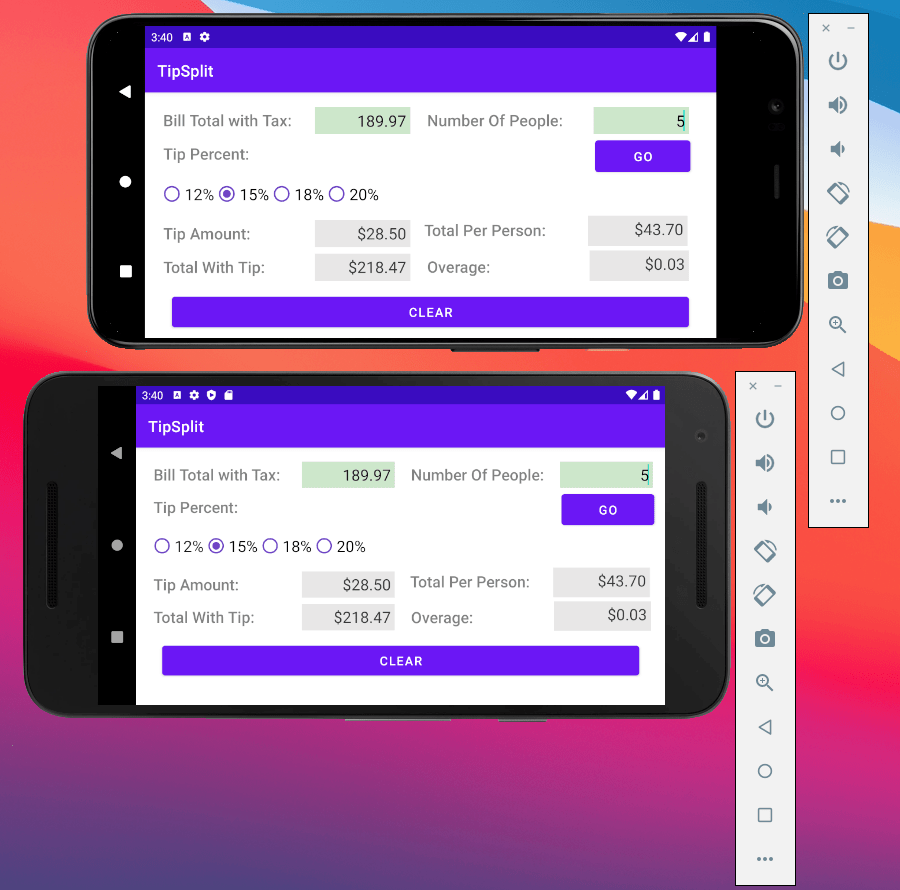 3:40
TipSplit
Bill Total with Tax: 189.97 Number Of People: 5
Tip Percent: GO
12% 15% 18% 20%
Tip Amount: $28.50 Total Per Person: $43.70
Total With Tip: $218.47 Overage: $0.03
CLEAR
3:40
TipSplit
Bill Total with Tax: 189.97 Number Of People: 5
Tip Percent: GO
12% 15% 18% 20%
Tip Amount: $28.50 Total Per Person: $43.70
Total With Tip: $218.47 Overage: $0.03
CLEAR